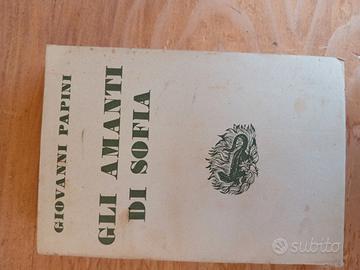 GIOVANNI PAPINI
GLI AMANTI
DI SOFIA
subito